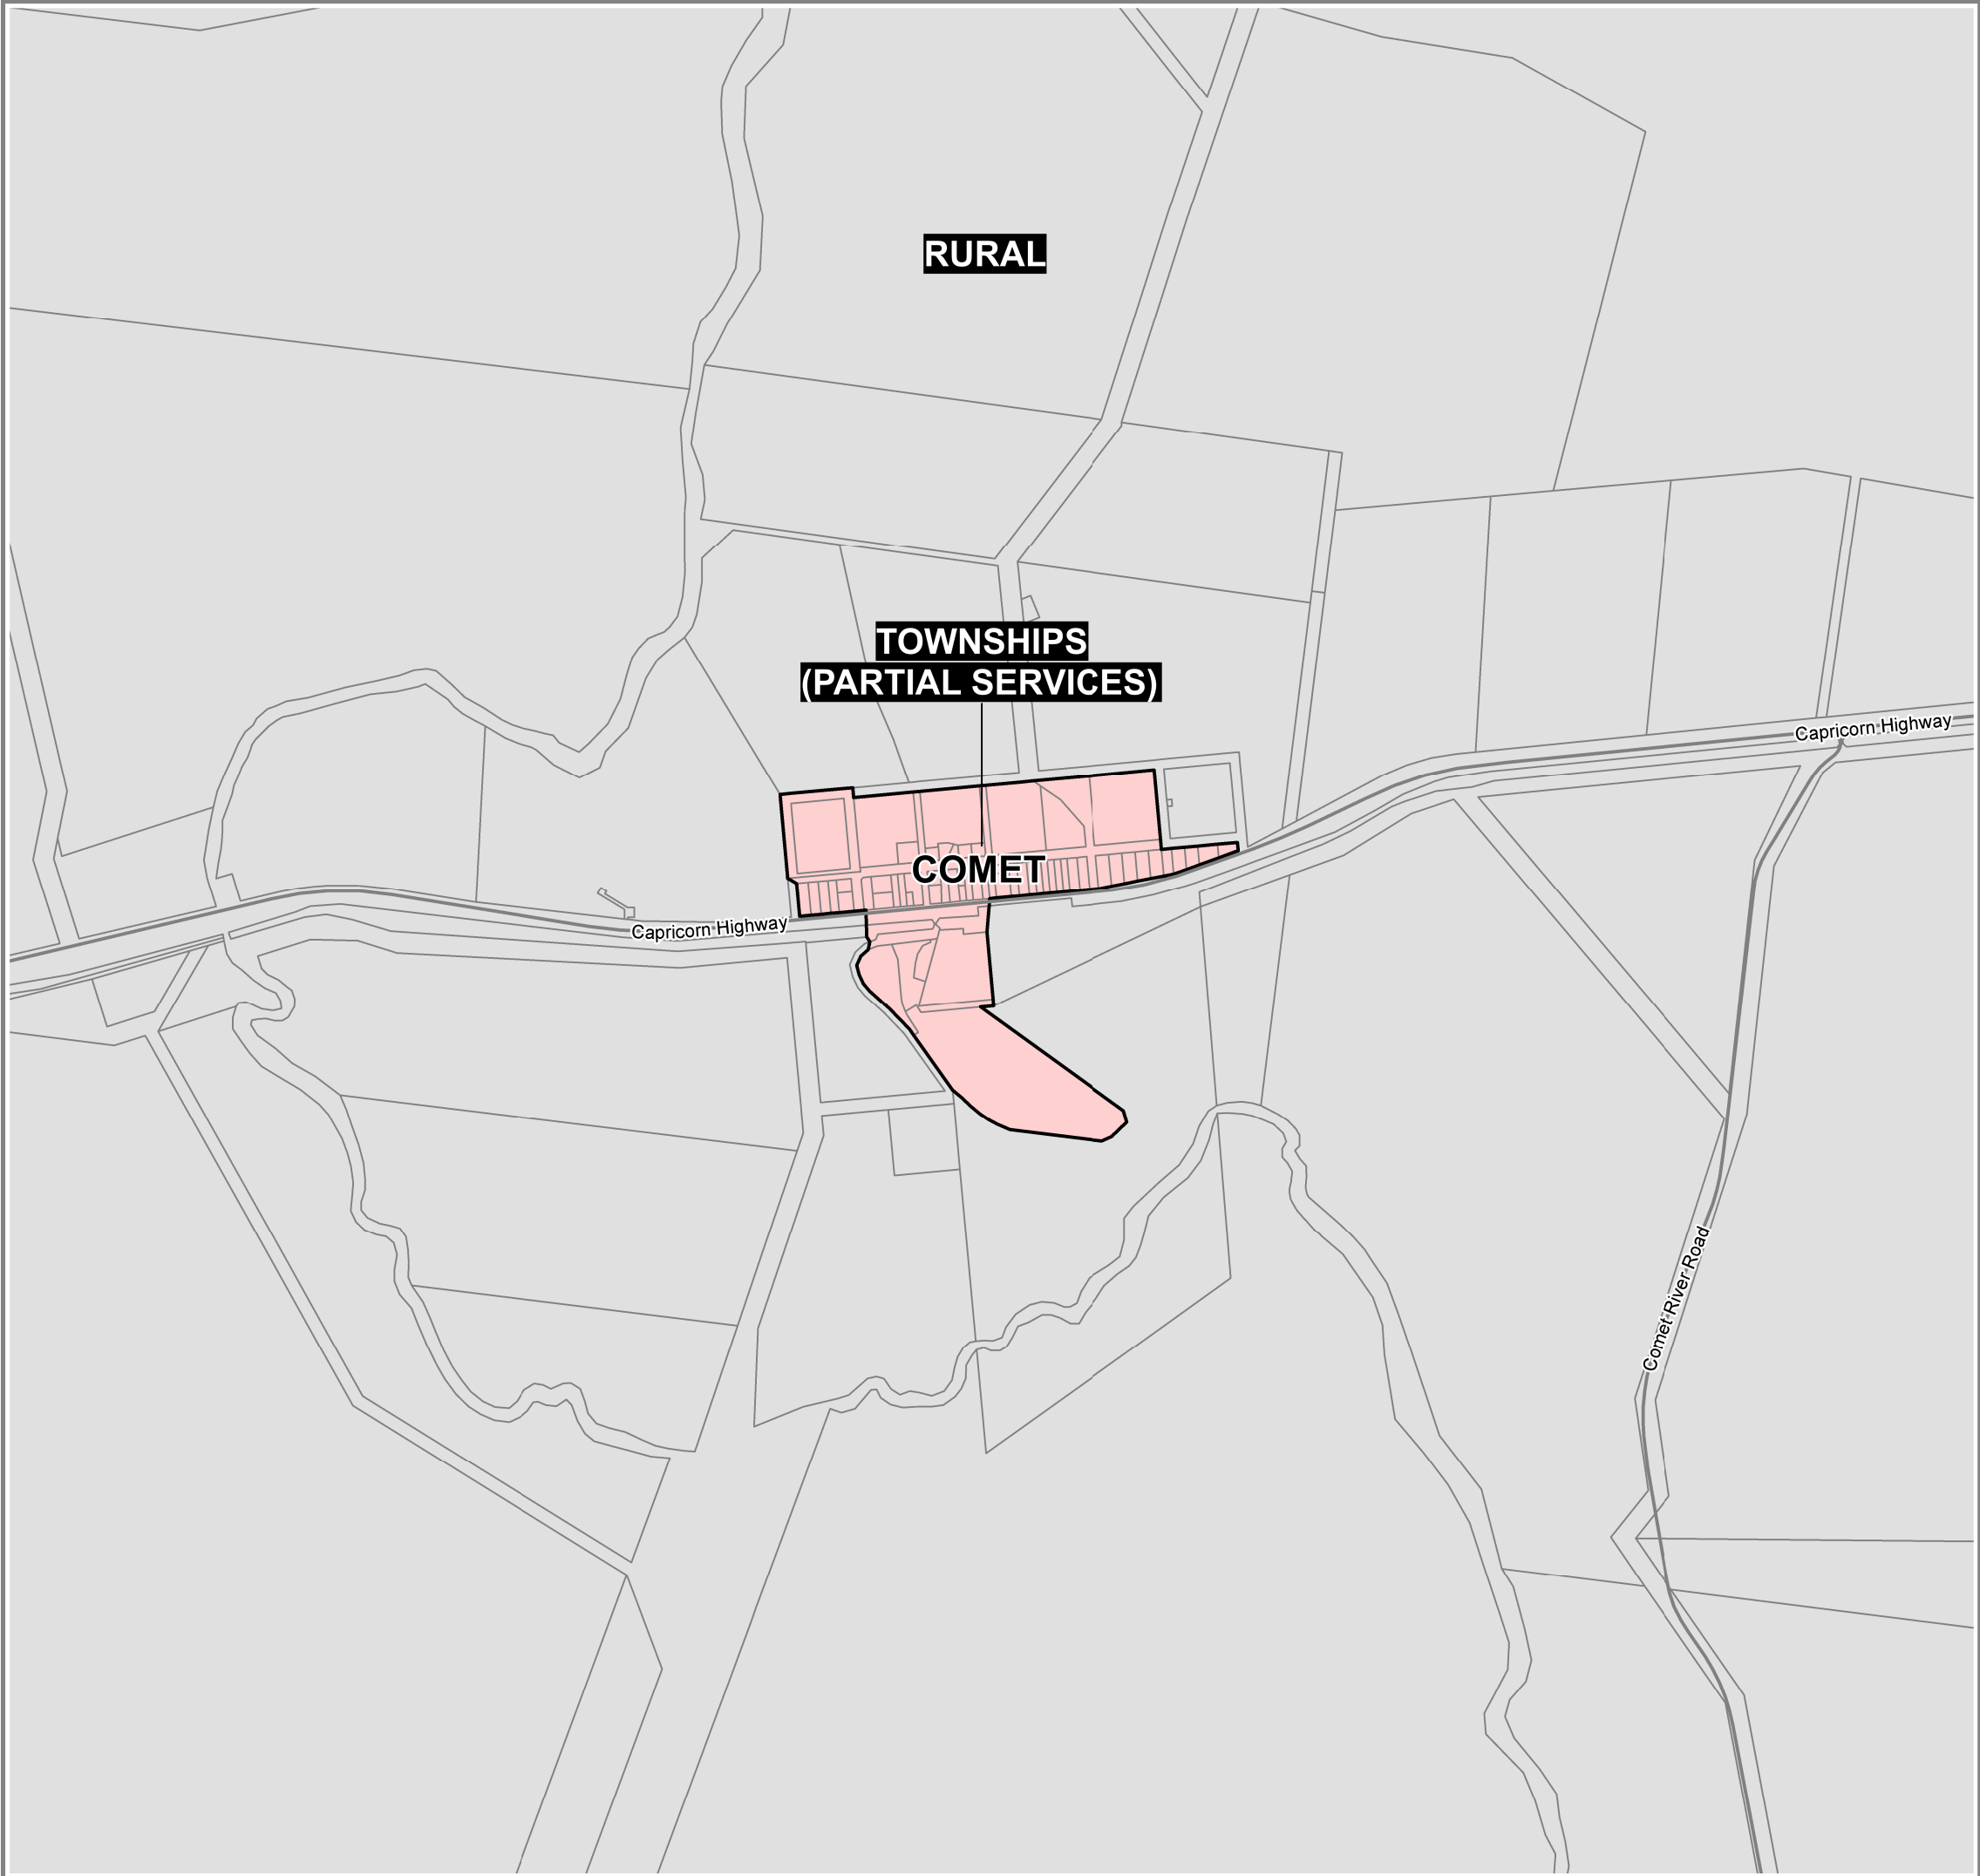 RURAL
TOWNSHIPS
(PARTIAL SERVICES)
Capricorn Highway
COMET
Capricorn Highway
Comet River Road